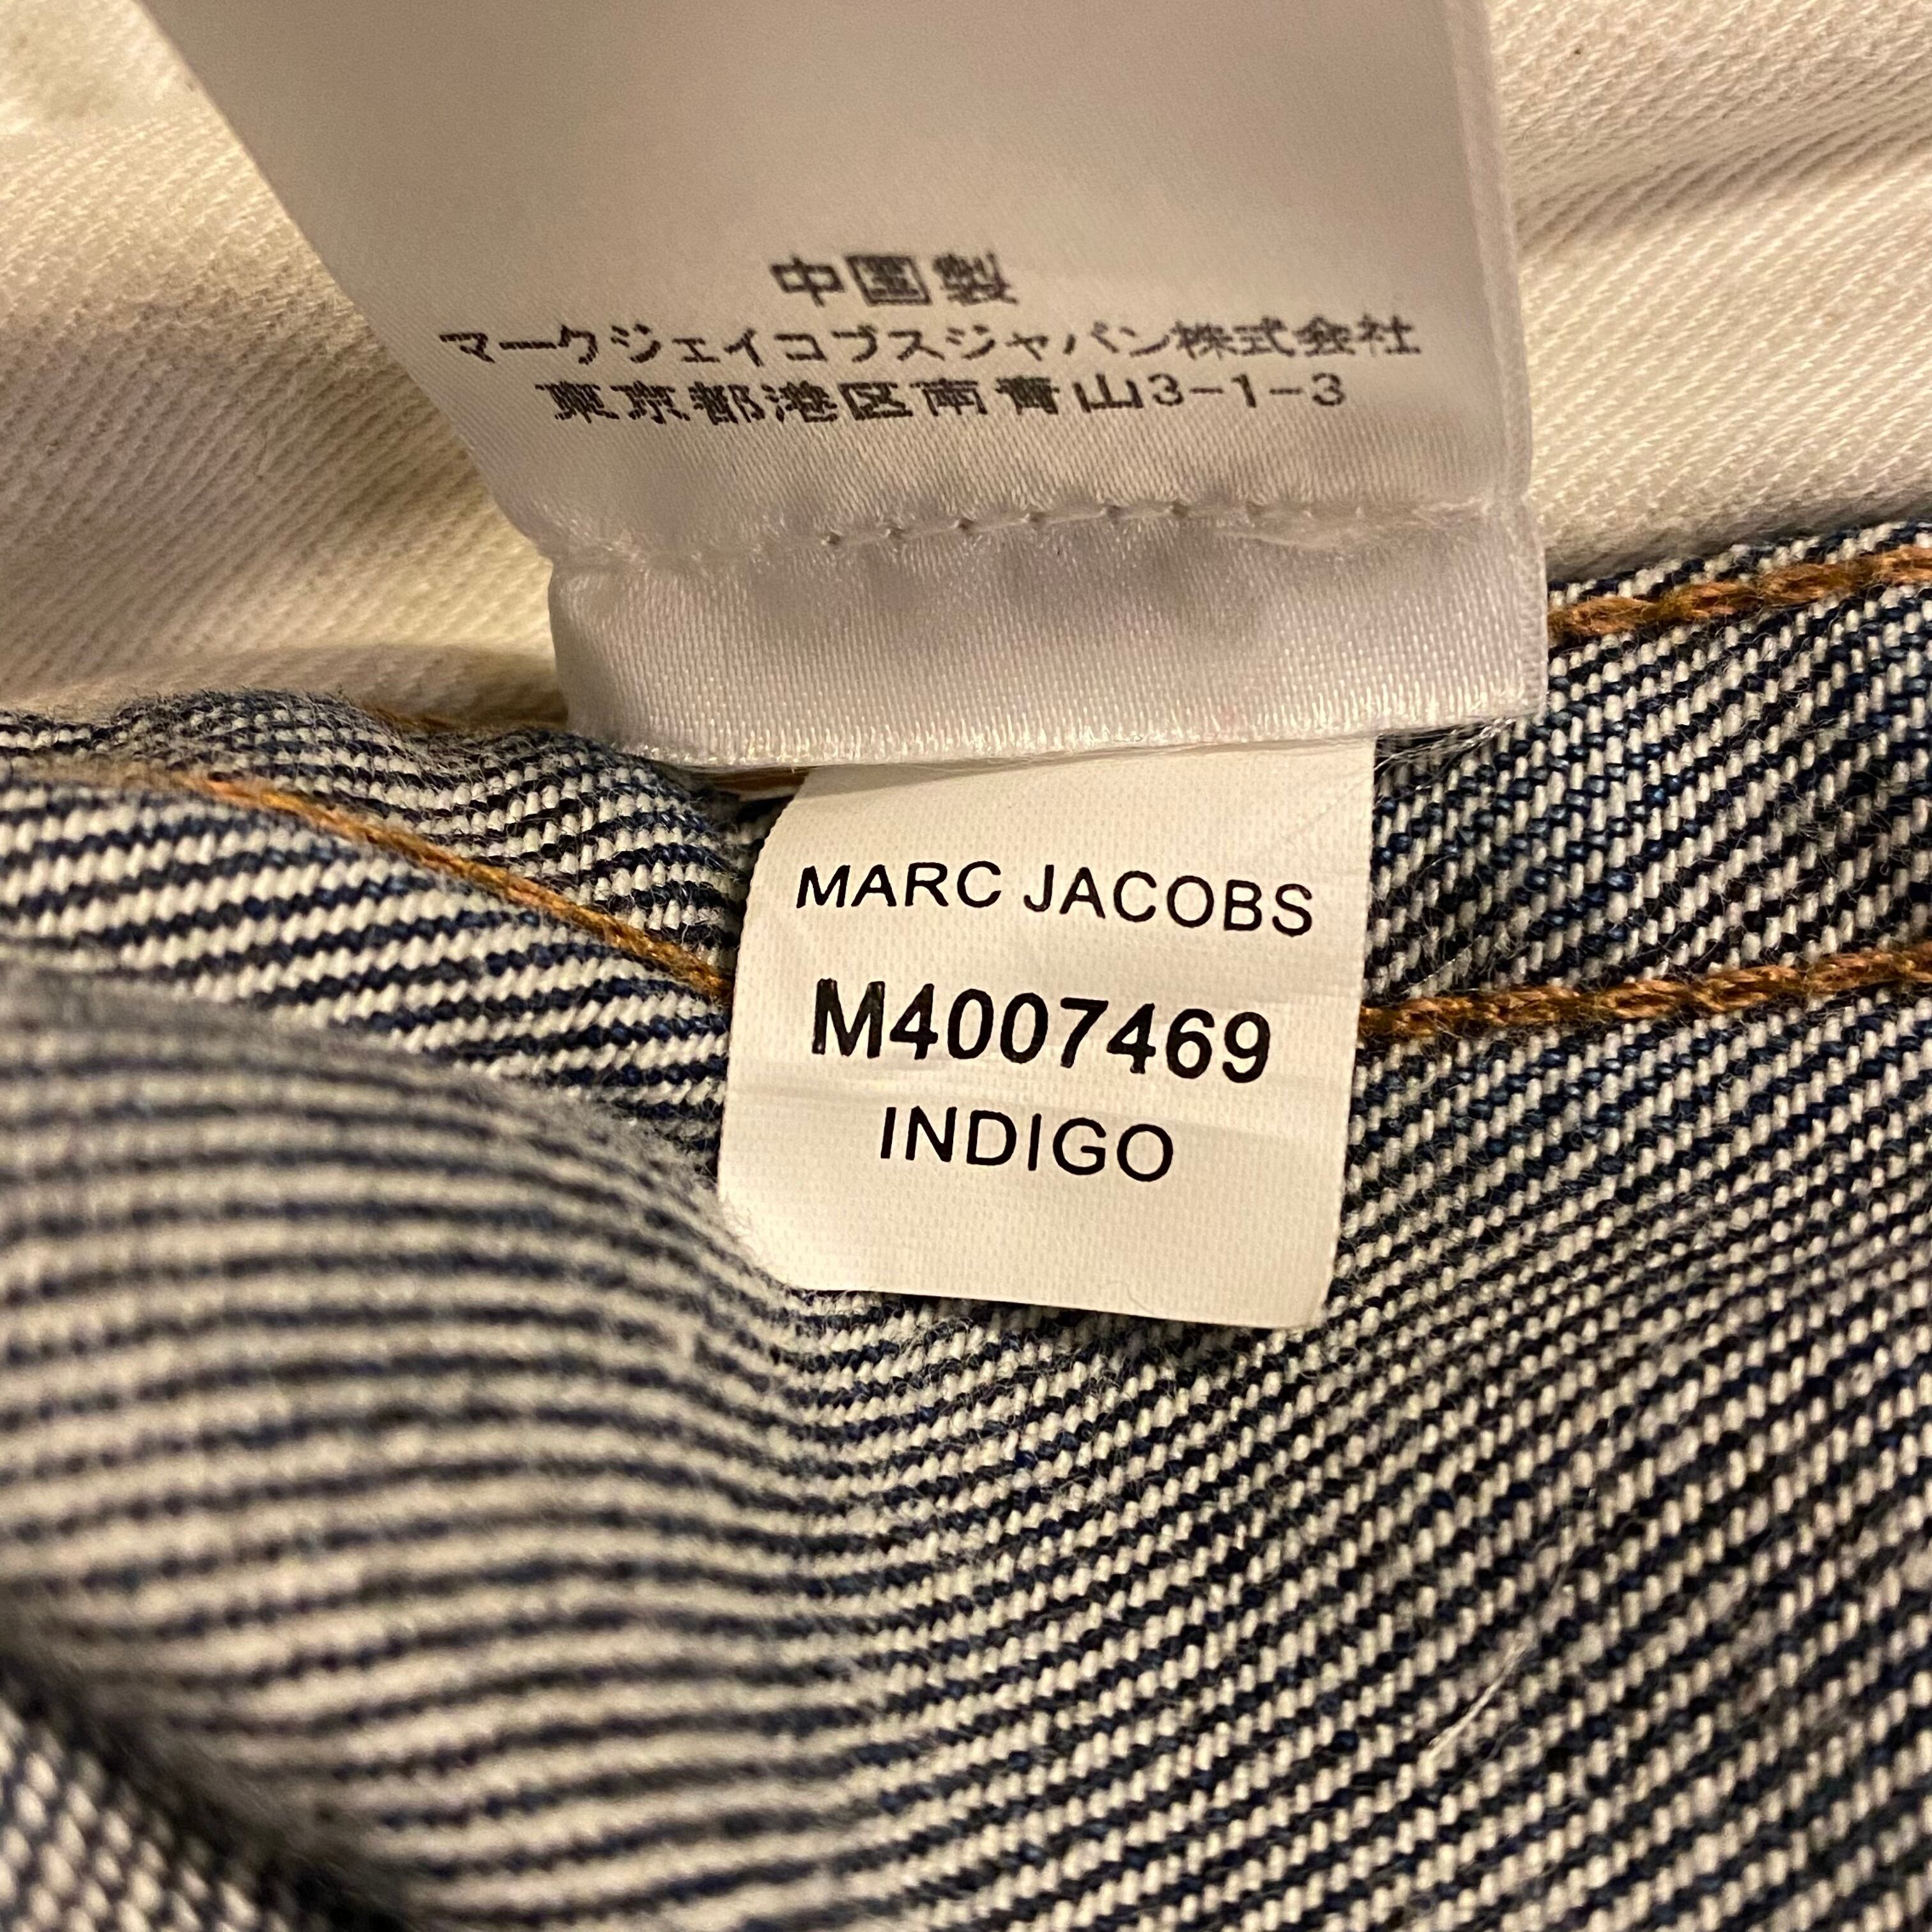 中国製
マークジェイコブスジャパン株式会社
東京都港区南青山3-1-3
MARC JACOBS
M4007469
INDIGO